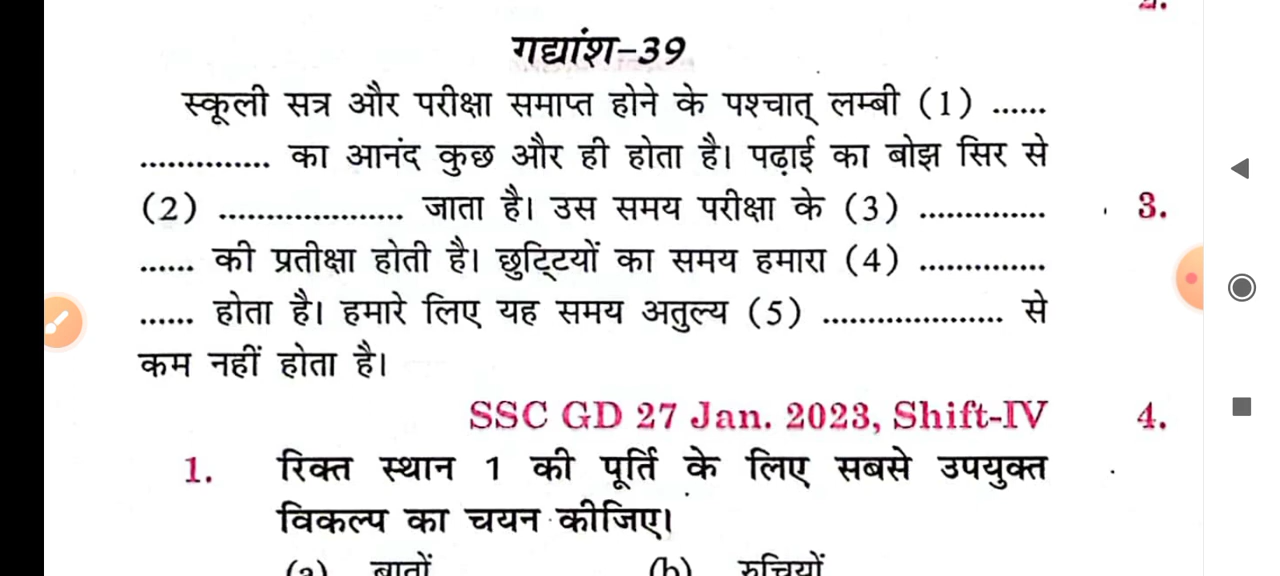 2.
गद्यांश-39
स्कूली सत्र और परीक्षा समाप्त होने के पश्चात् लम्बी (1) ......
............... का आनंद कुछ और ही होता है। पढ़ाई का बोझ सिर से
(2) ..................... जाता है। उस समय परीक्षा के (3) ..............
...... की प्रतीक्षा होती है। छुट्टियों का समय हमारा (4) ..............
...... होता है। हमारे लिए यह समय अतुल्य (5) .................... से
कम नहीं होता है।
SSC GD 27 Jan. 2023, Shift-IV
1. रिक्त स्थान 1 की पूर्ति के लिए सबसे उपयुक्त
विकल्प का चयन कीजिए।
(a) बातों (b) रुचियों
3.
4.